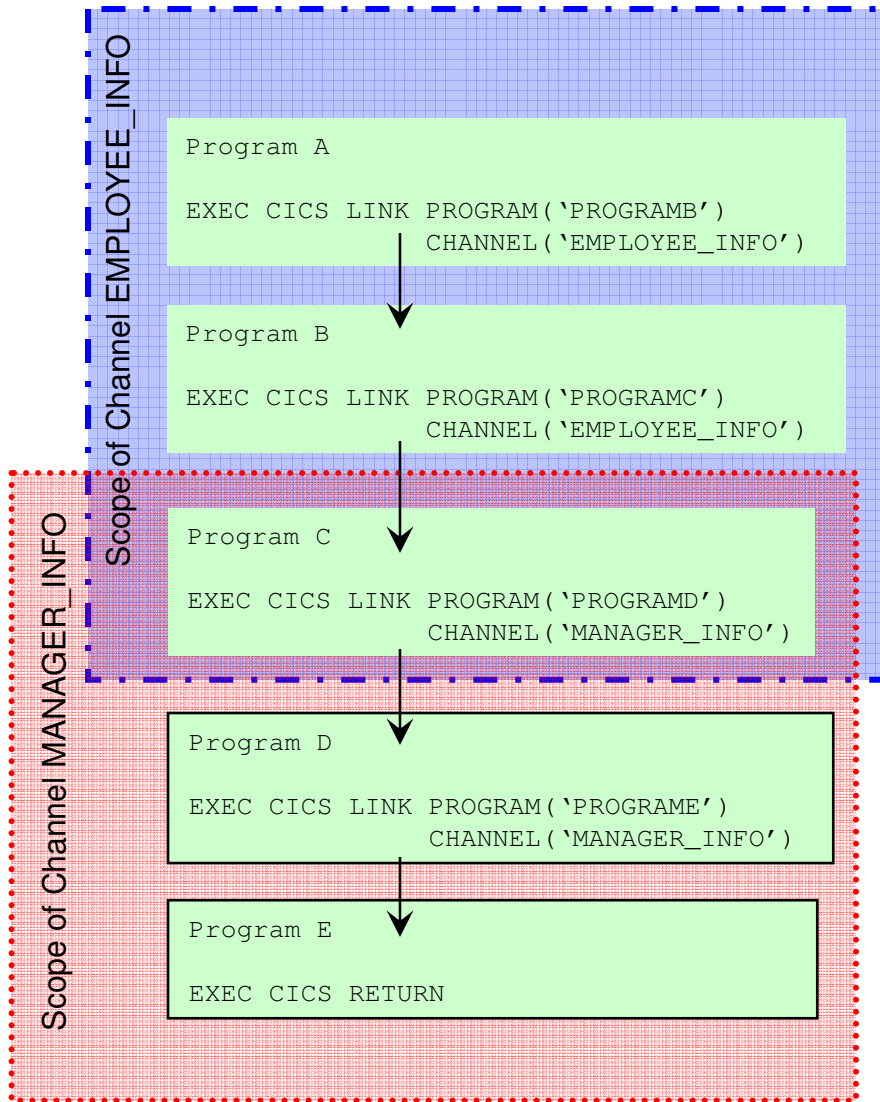 Scope of Channel EMPLOYEE_INFO
Program A
EXEC CICS LINK PROGRAM(‘PROGRAMB’)
CHANNEL(‘EMPLOYEE_INFO’)
Program B
EXEC CICS LINK PROGRAM(‘PROGRAMC’)
CHANNEL(‘EMPLOYEE_INFO’)
Scope of Channel MANAGER_INFO
Program C
EXEC CICS LINK PROGRAM(‘PROGRAMD’)
CHANNEL(‘MANAGER_INFO’)
Program D
EXEC CICS LINK PROGRAM(‘PROGRAME’)
CHANNEL(‘MANAGER_INFO’)
Program E
EXEC CICS RETURN